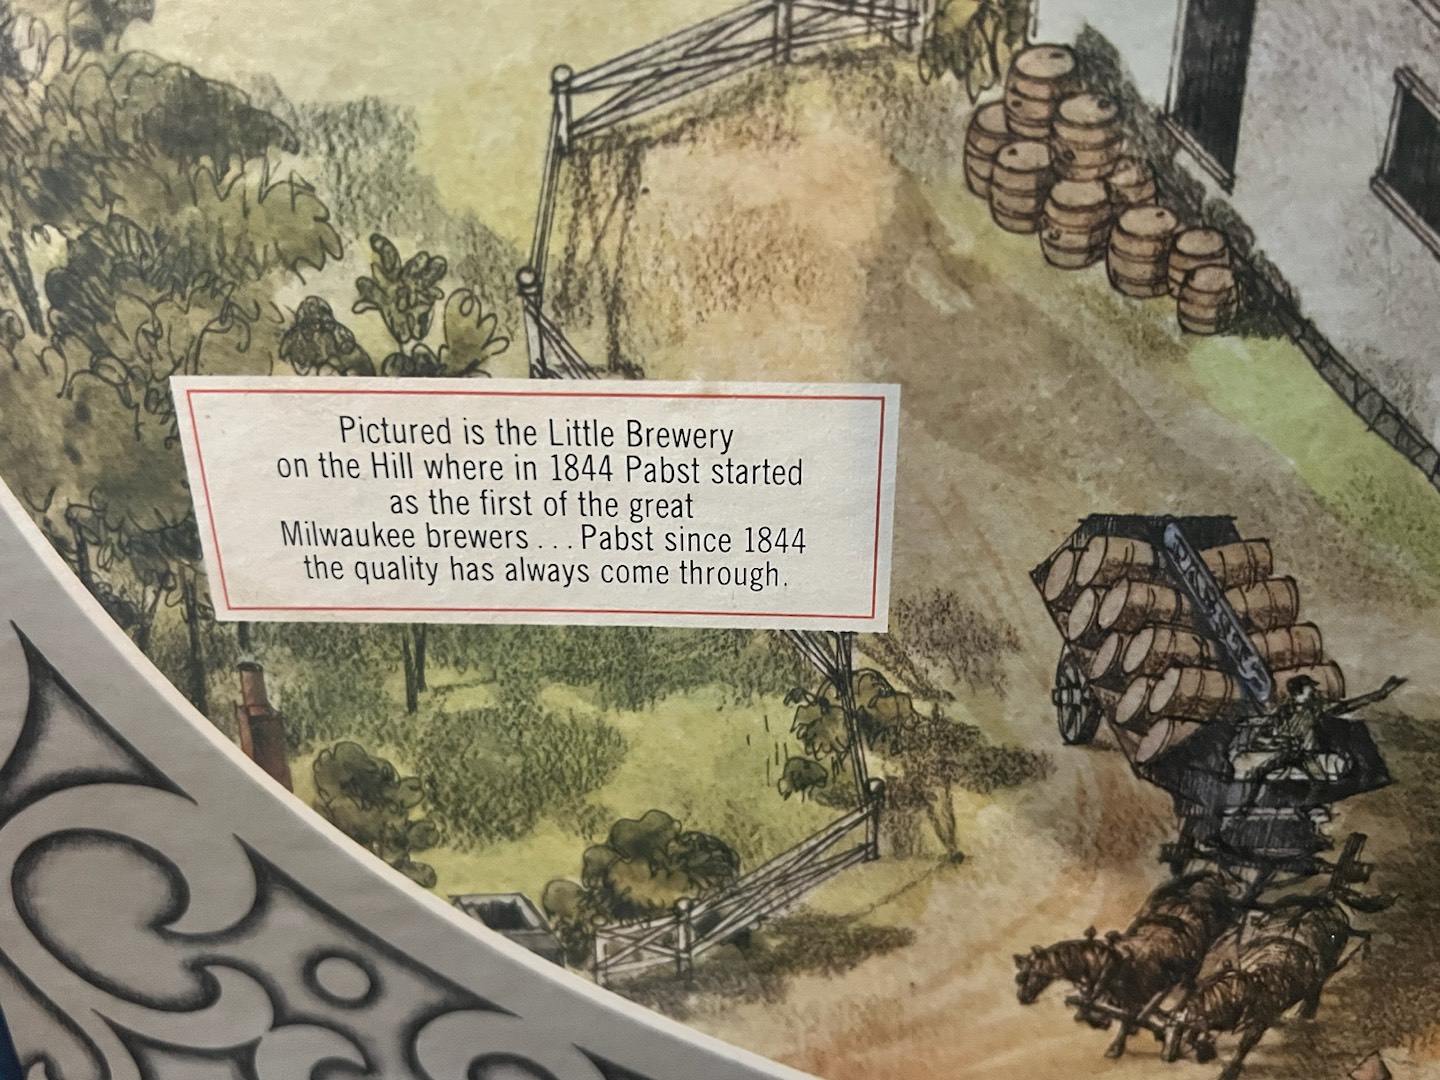 Pictured is the Little Brewery
on the Hill where in 1844 Pabst started
as the first of the great
Milwaukee brewers . . . Pabst since 1844
the quality has always come through.